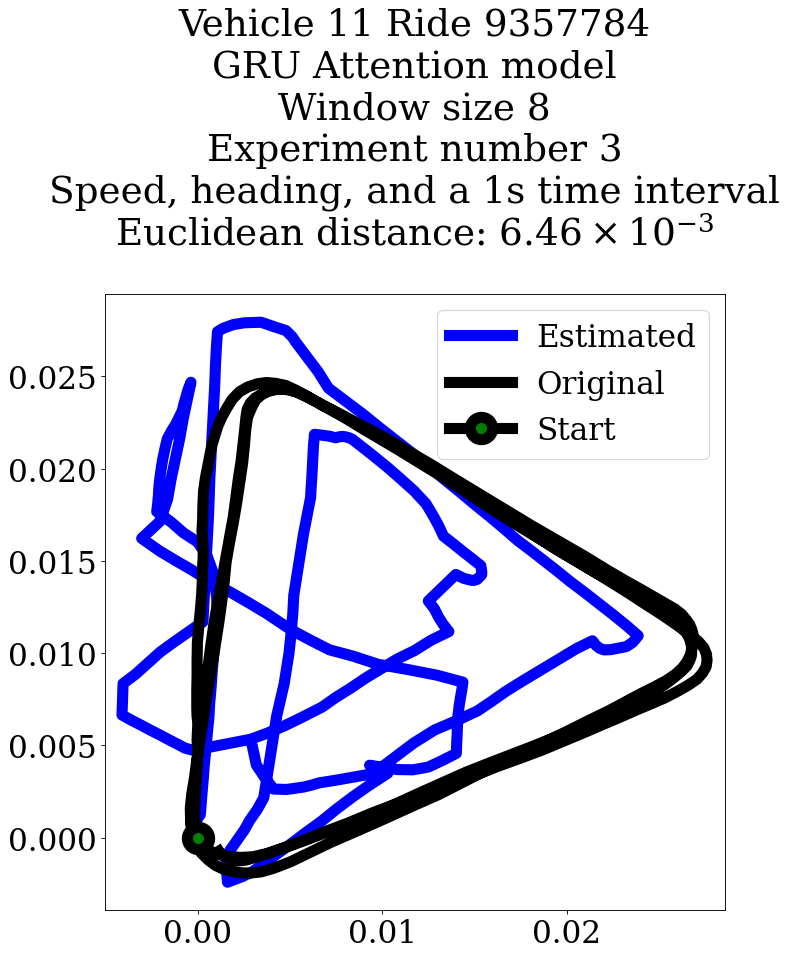 Vehicle 11 Ride 9357784
GRU Attention model
Window size 8
Experiment number 3
Speed, heading, and a 1s time interval
Euclidean distance: 6.46 × 10⁻³
Estimated
Original
Start
0.025
0.020
0.015
0.010
0.005
0.000
0.00 0.01 0.02